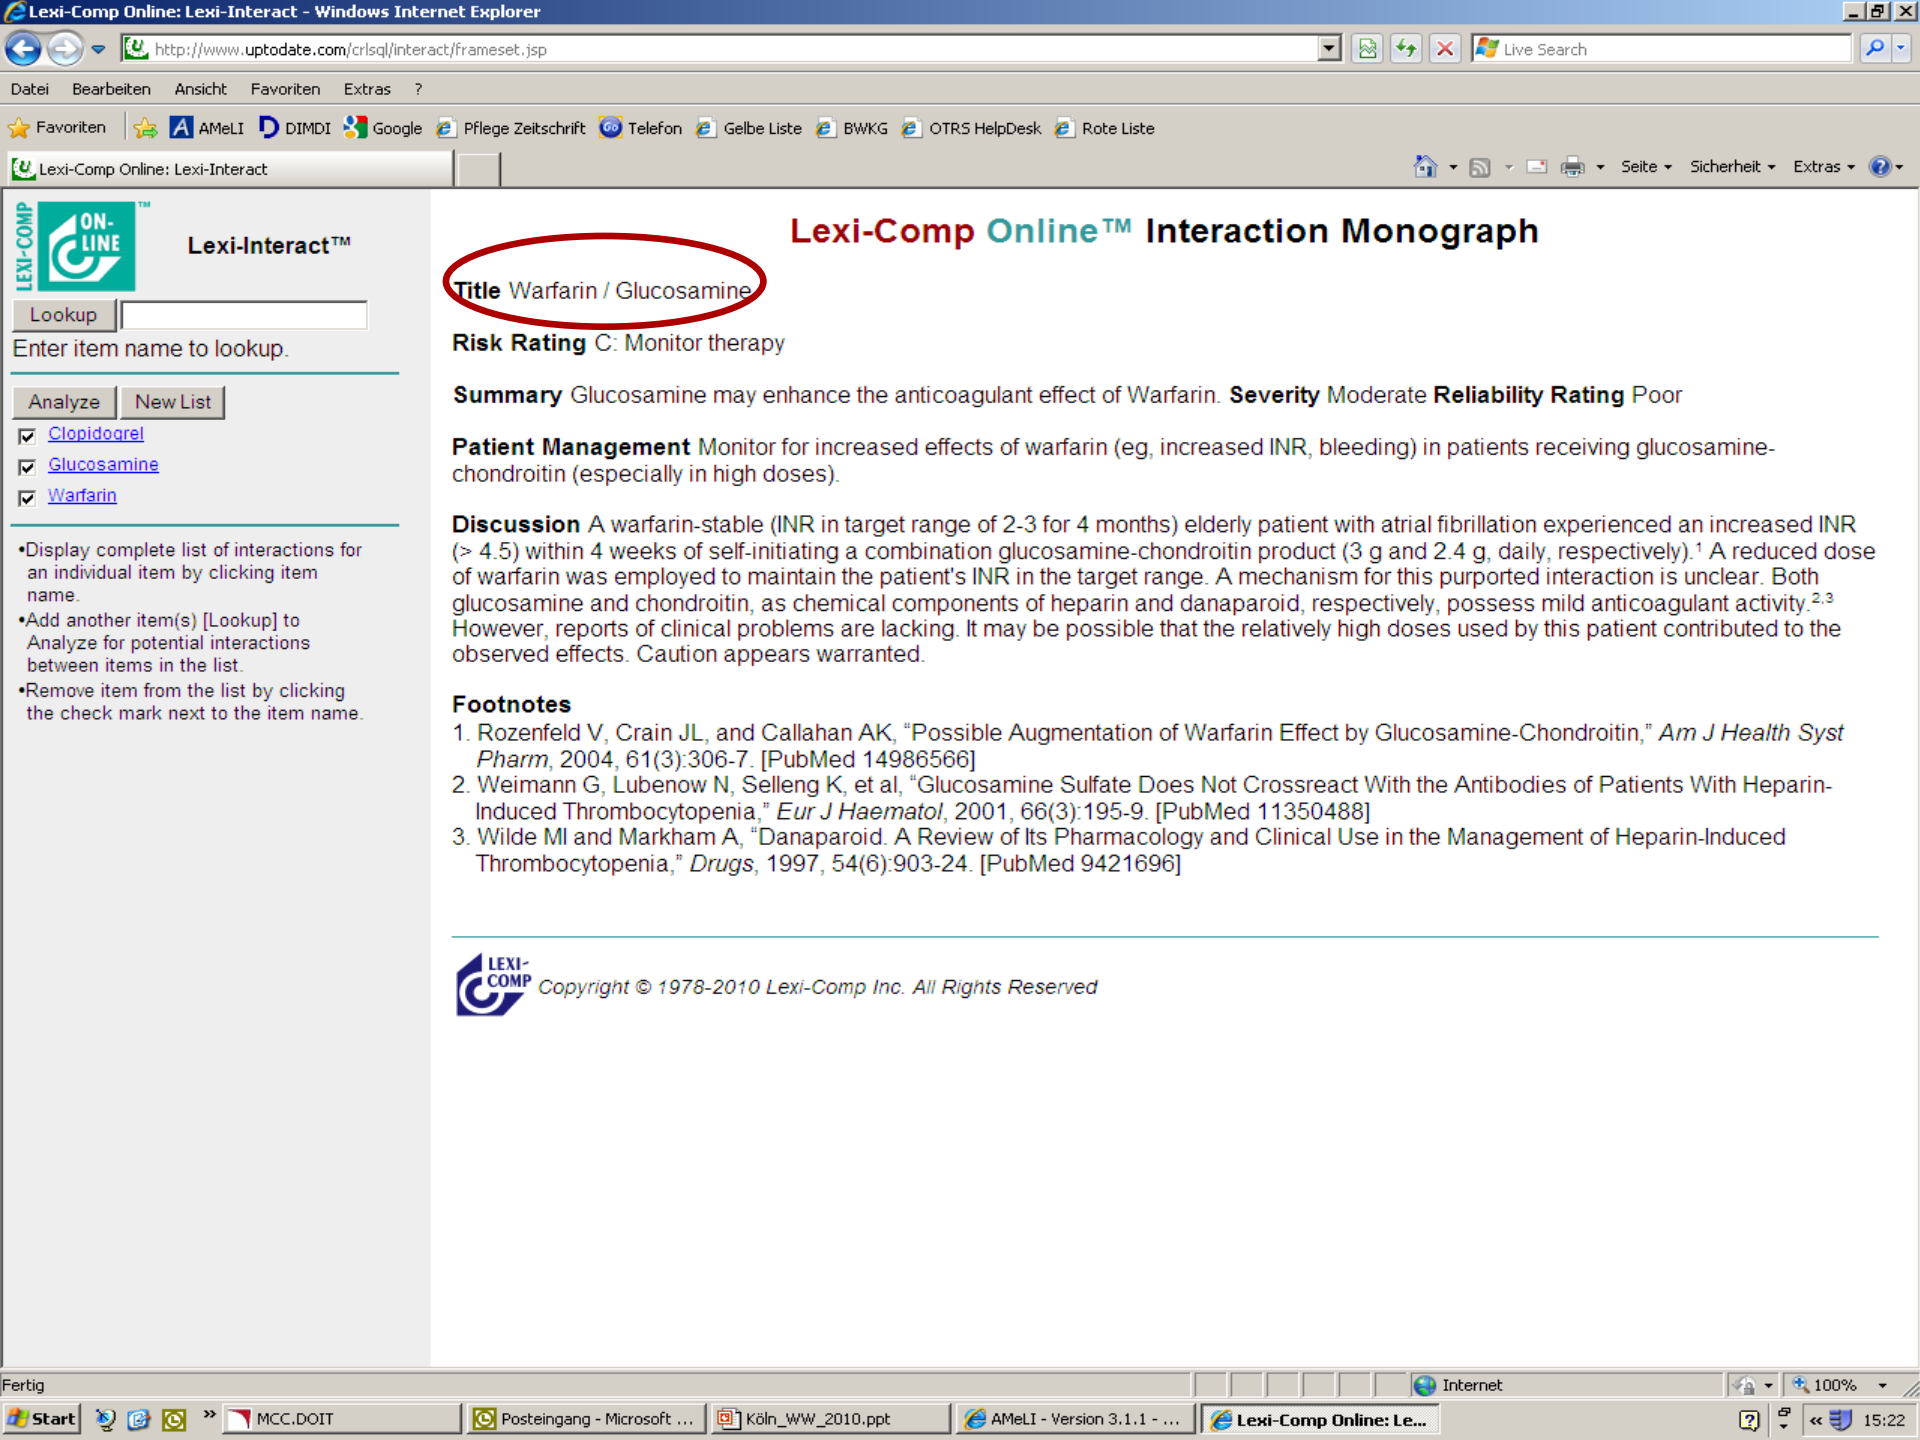 Lexi-Comp Online: Lexi-Interact - Windows Internet Explorer
http://www.uptodate.com/crlsql/interact/frameset.jsp
Live Search
Datei Bearbeiten Ansicht Favoriten Extras ?
Favoriten AMeLI DIMDI Google Pflege Zeitschrift Telefon Gelbe Liste BWKG OTRS HelpDesk Rote Liste
Lexi-Comp Online: Lexi-Interact
Seite Sicherheit Extras
LEXI-COMP ON-LINE™
Lexi-Interact™
Lookup
Enter item name to lookup.
Analyze New List
Clopidogrel
Glucosamine
Warfarin
•Display complete list of interactions for
an individual item by clicking item
name.
•Add another item(s) [Lookup] to
Analyze for potential interactions
between items in the list.
•Remove item from the list by clicking
the check mark next to the item name.
Lexi-Comp Online™ Interaction Monograph
Title Warfarin / Glucosamine
Risk Rating C: Monitor therapy
Summary Glucosamine may enhance the anticoagulant effect of Warfarin. Severity Moderate Reliability Rating Poor
Patient Management Monitor for increased effects of warfarin (eg, increased INR, bleeding) in patients receiving glucosamine-
chondroitin (especially in high doses).
Discussion A warfarin-stable (INR in target range of 2-3 for 4 months) elderly patient with atrial fibrillation experienced an increased INR
(> 4.5) within 4 weeks of self-initiating a combination glucosamine-chondroitin product (3 g and 2.4 g, daily, respectively).¹ A reduced dose
of warfarin was employed to maintain the patient's INR in the target range. A mechanism for this purported interaction is unclear. Both
glucosamine and chondroitin, as chemical components of heparin and danaparoid, respectively, possess mild anticoagulant activity.²,³
However, reports of clinical problems are lacking. It may be possible that the relatively high doses used by this patient contributed to the
observed effects. Caution appears warranted.
Footnotes
1. Rozenfeld V, Crain JL, and Callahan AK, “Possible Augmentation of Warfarin Effect by Glucosamine-Chondroitin,” Am J Health Syst
Pharm, 2004, 61(3):306-7. [PubMed 14986566]
2. Weimann G, Lubenow N, Selleng K, et al, “Glucosamine Sulfate Does Not Crossreact With the Antibodies of Patients With Heparin-
Induced Thrombocytopenia,” Eur J Haematol, 2001, 66(3):195-9. [PubMed 11350488]
3. Wilde MI and Markham A, “Danaparoid. A Review of Its Pharmacology and Clinical Use in the Management of Heparin-Induced
Thrombocytopenia,” Drugs, 1997, 54(6):903-24. [PubMed 9421696]
LEXI-COMP Copyright © 1978-2010 Lexi-Comp Inc. All Rights Reserved
Fertig
Internet
100%
Start » MCC.DOIT Posteingang - Microsoft ... Köln_WW_2010.ppt AMeLI - Version 3.1.1 - ... Lexi-Comp Online: Le... « 15:22